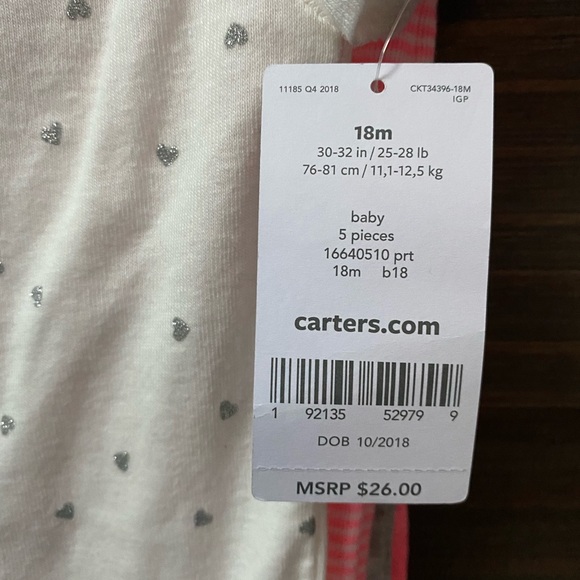 11185 Q4 2018 CKT34396-18M
IGP
18m
30-32 in / 25-28 lb
76-81 cm / 11,1-12,5 kg
baby
5 pieces
16640510 prt
18m b18
carters.com
1 92135 52979 9
DOB 10/2018
MSRP $26.00